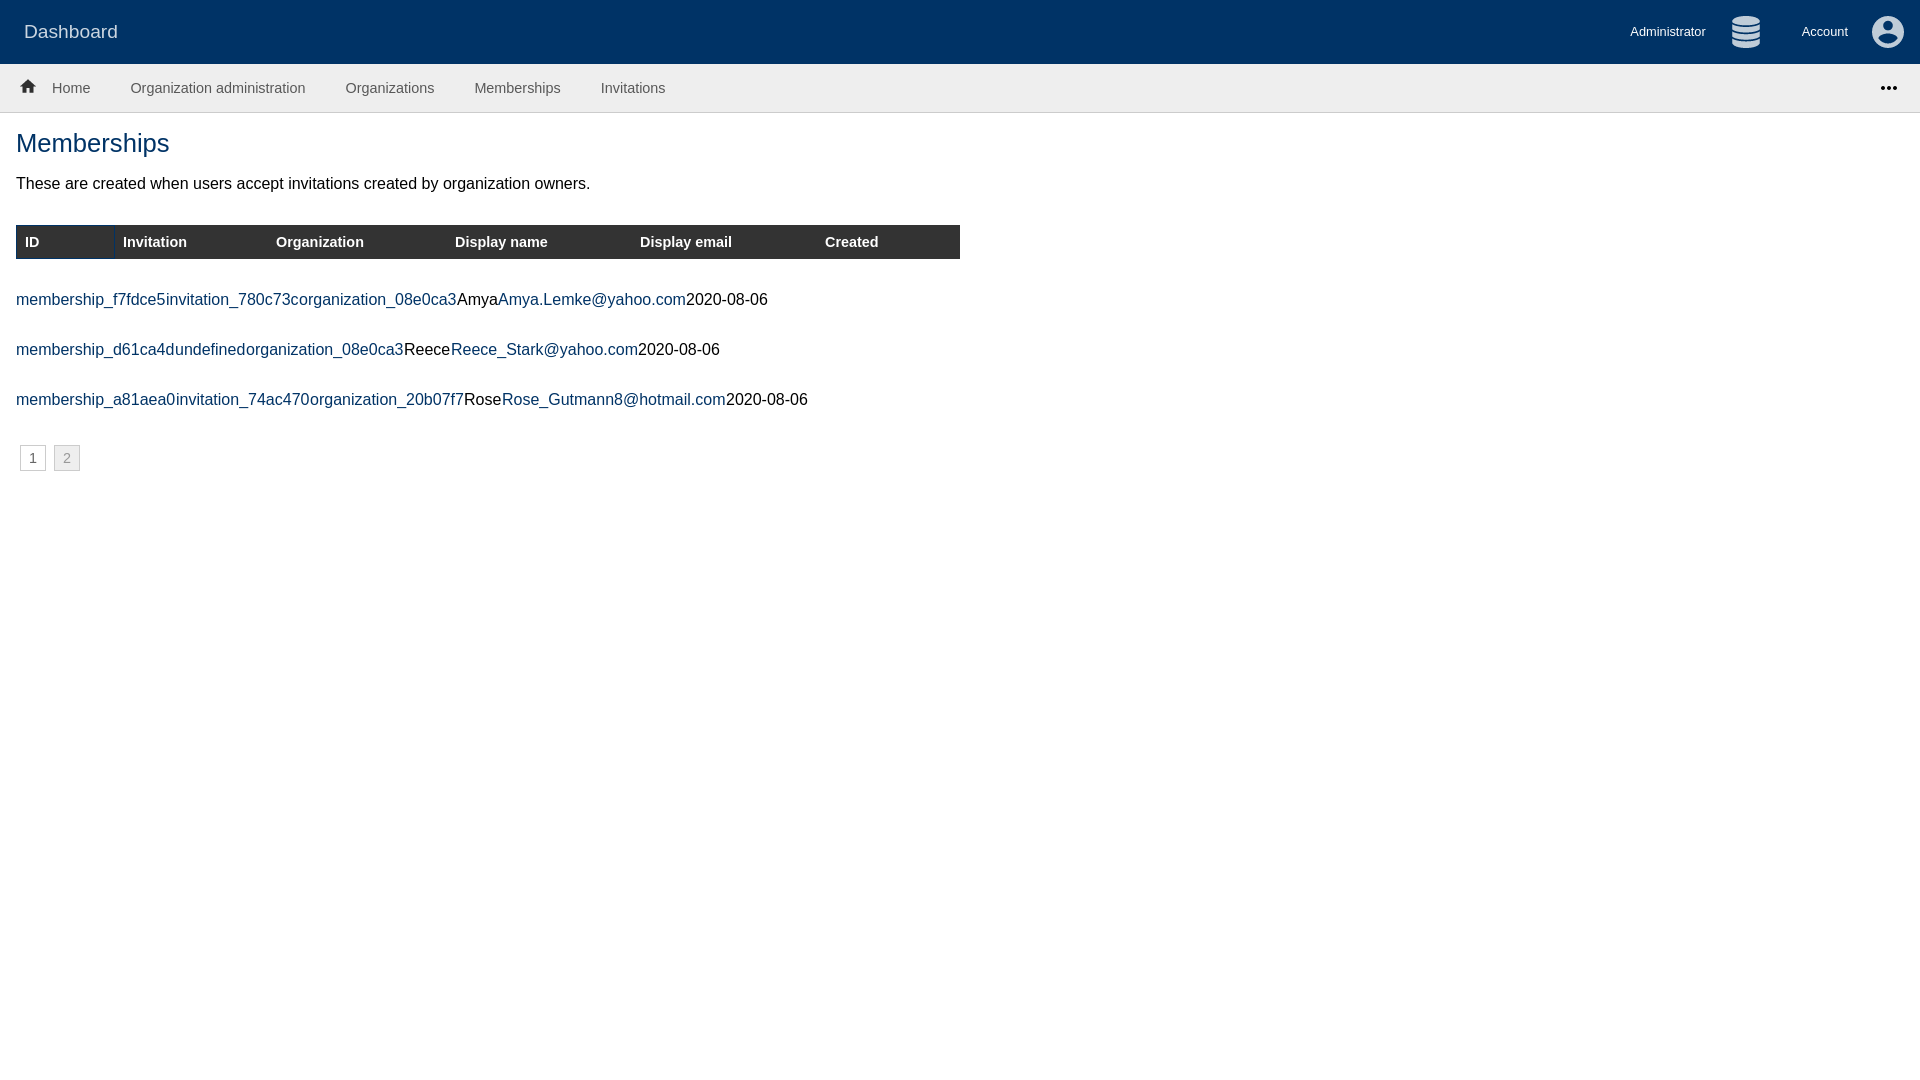 Dashboard
Administrator
Account
Home
Organization administration
Organizations
Memberships
Invitations
Memberships
These are created when users accept invitations created by organization owners.
ID Invitation Organization Display name Display email Created
membership_f7fdce5invitation_780c73corganization_08e0ca3AmyaAmya.Lemke@yahoo.com2020-08-06
membership_d61ca4dundefinedorganization_08e0ca3ReeceReece_Stark@yahoo.com2020-08-06
membership_a81aea0invitation_74ac470organization_20b07f7RoseRose_Gutmann8@hotmail.com2020-08-06
1 2